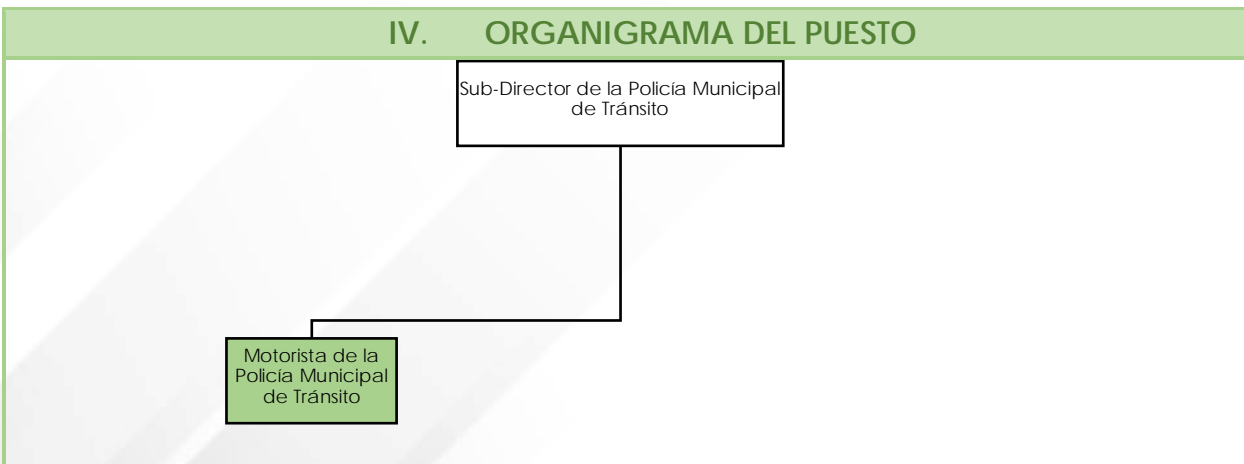 IV. ORGANIGRAMA DEL PUESTO
Sub-Director de la Policía Municipal
de Tránsito
Motorista de la
Policía Municipal
de Tránsito